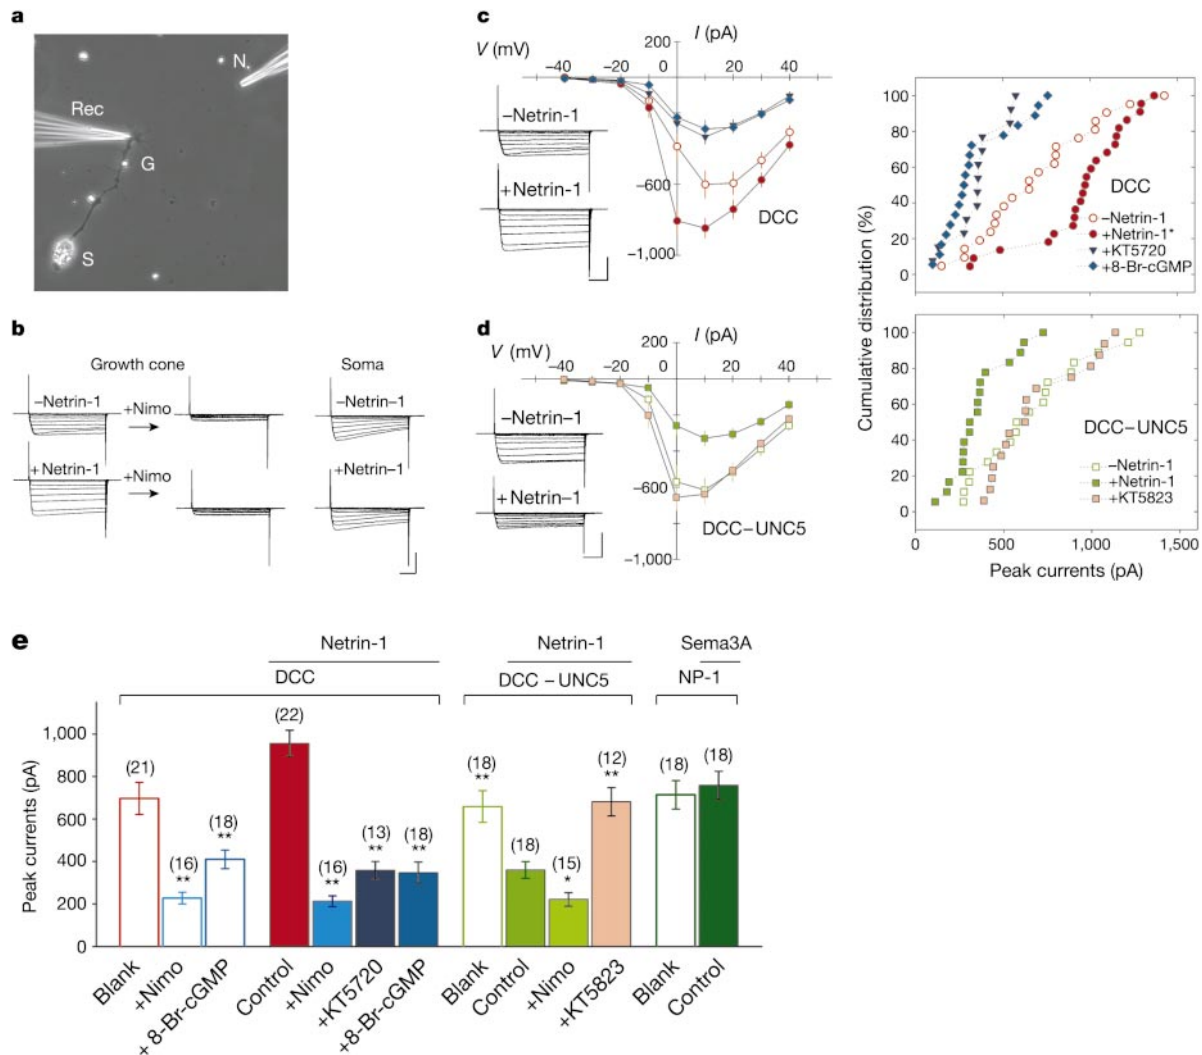 a
N
Rec
G
S
b
Growth cone
Soma
–Netrin-1
+Nimo
–Netrin–1
+ Netrin-1
+Nimo
+Netrin–1
c
V (mV)
I (pA)
200
−40 −20 0 20 40
–Netrin-1
+Netrin-1
−600
−1,000
DCC
d
V (mV)
I (pA)
200
−40 −20 0 20 40
–Netrin-1
+ Netrin–1
−600
−1,000
DCC–UNC5
Cumulative distribution (%)
100
80
60
40
20
0
DCC
–Netrin-1
+Netrin-1*
+KT5720
+8-Br-cGMP
100
80
60
40
20
0
DCC–UNC5
–Netrin-1
+Netrin-1
+KT5823
0 500 1,000 1,500
Peak currents (pA)
e
Netrin-1 Netrin-1 Sema3A
DCC DCC – UNC5 NP-1
Peak currents (pA)
1,000
800
600
400
200
0
(21)
(16)
**
(18)
**
(22)
(16)
**
(13)
**
(18)
**
(18)
**
(18)
(15)
*
(12)
**
(18)
(18)
Blank
+Nimo
+ 8-Br-cGMP
Control
+Nimo
+KT5720
+8-Br-cGMP
Blank
Control
+Nimo
+KT5823
Blank
Control